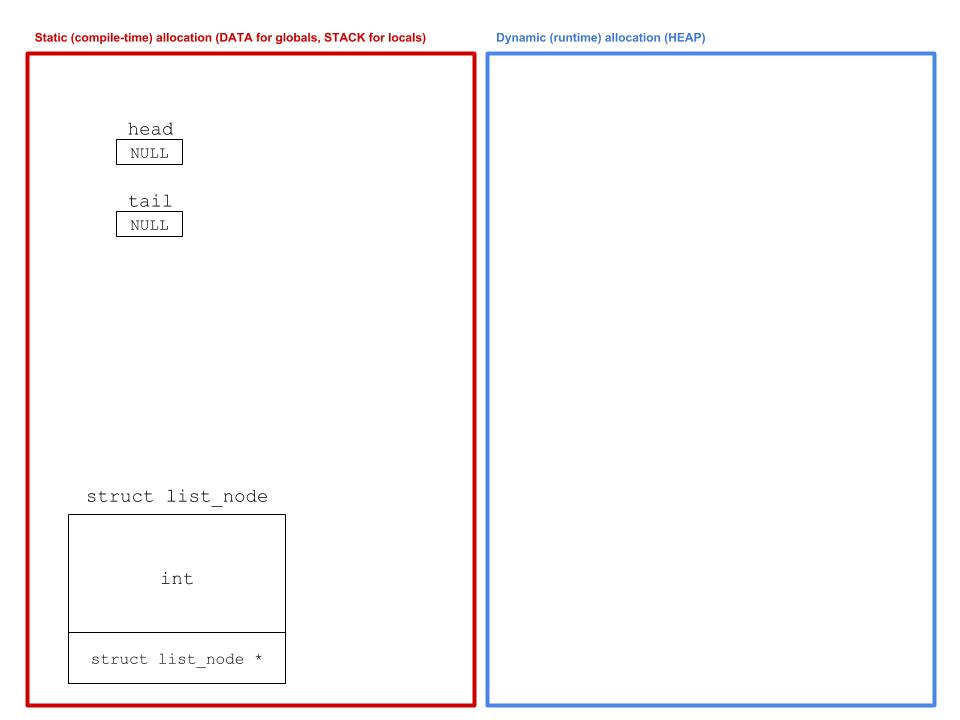 Static (compile-time) allocation (DATA for globals, STACK for locals)
Dynamic (runtime) allocation (HEAP)
head
NULL
tail
NULL
struct list_node
int
struct list_node *